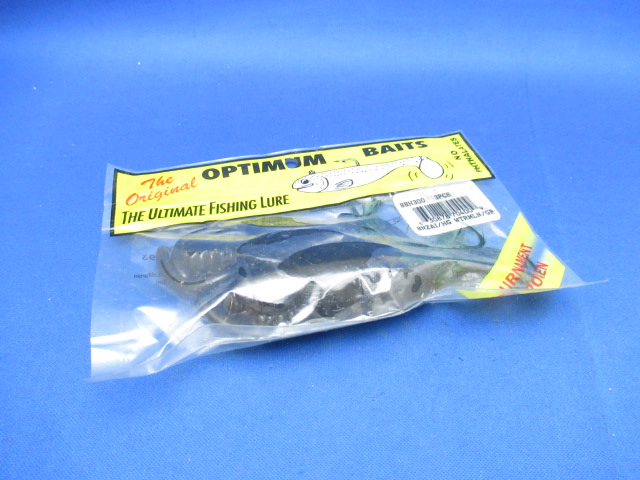 The Original
OPTIMUM BAITS
THE ULTIMATE FISHING LURE
NO PHTHALATES
BBH300 3PCS